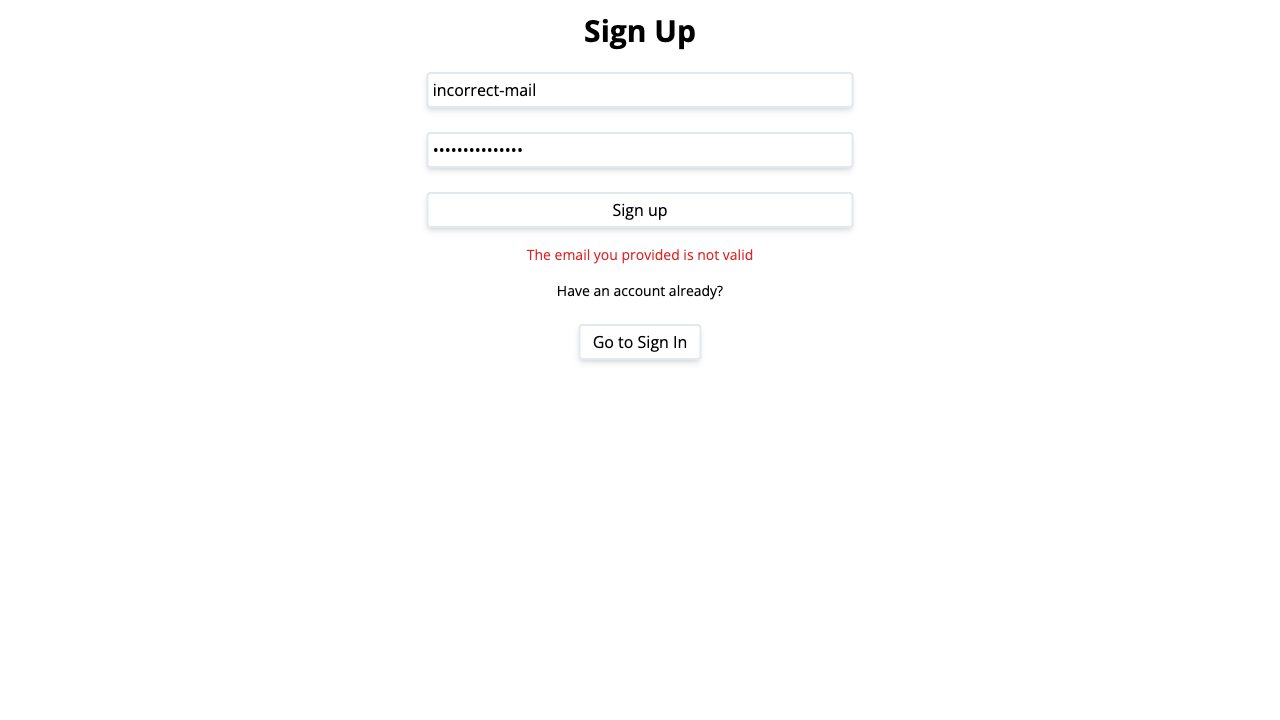 Sign Up
incorrect-mail
•••••••••••••••
Sign up
The email you provided is not valid
Have an account already?
Go to Sign In